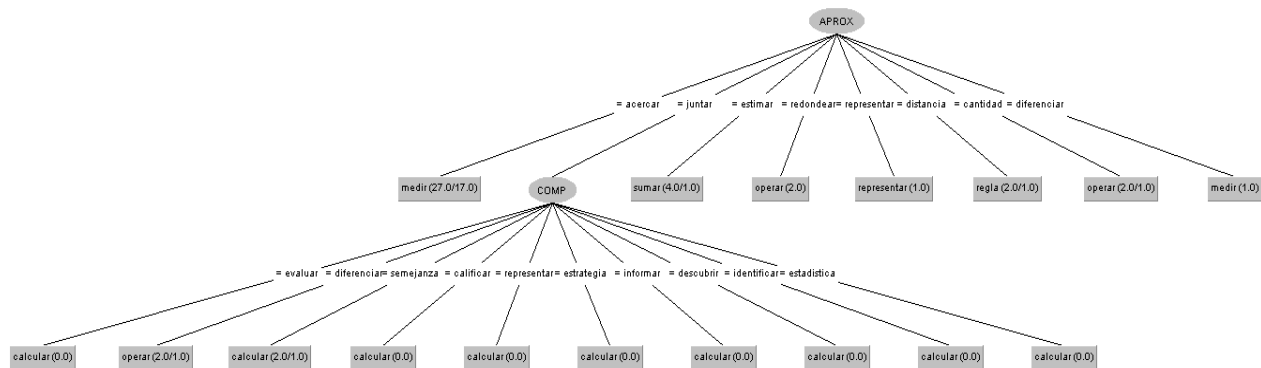 APROX
= acercar = juntar = estimar = redondear= representar = distancia = cantidad = diferenciar
medir (27.0/17.0) COMP sumar (4.0/1.0) operar (2.0) representar (1.0) regla (2.0/1.0) operar (2.0/1.0) medir (1.0)
= evaluar = diferenciar= semejanza = calificar = representar= estrategia = informar = descubrir = identificar= estadistica
calcular (0.0) operar (2.0/1.0) calcular (2.0/1.0) calcular (0.0) calcular (0.0) calcular (0.0) calcular (0.0) calcular (0.0) calcular (0.0) calcular (0.0)